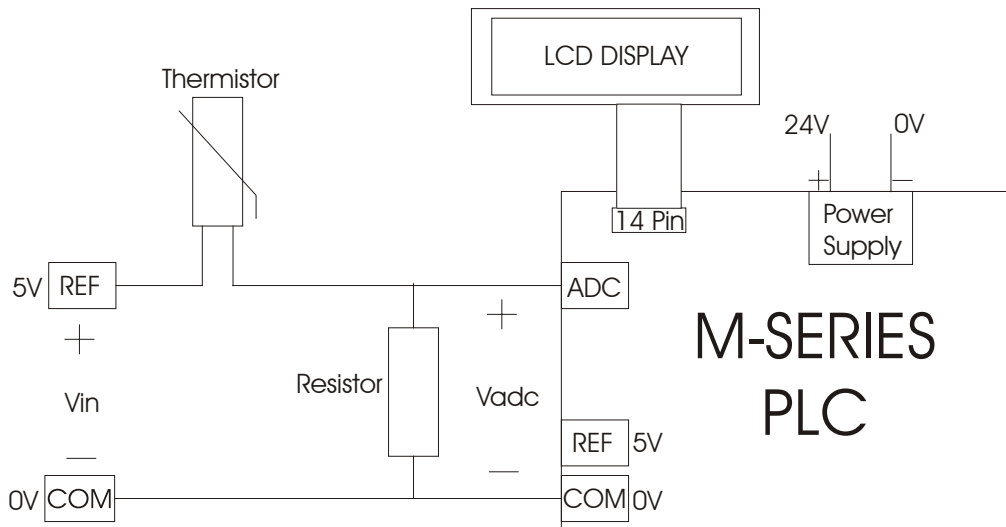 LCD DISPLAY
Thermistor
24V
0V
+
−
14 Pin
Power
Supply
5V
REF
ADC
+
+
M-SERIES
PLC
Resistor
Vin
Vadc
REF
5V
−
−
0V
COM
COM
0V